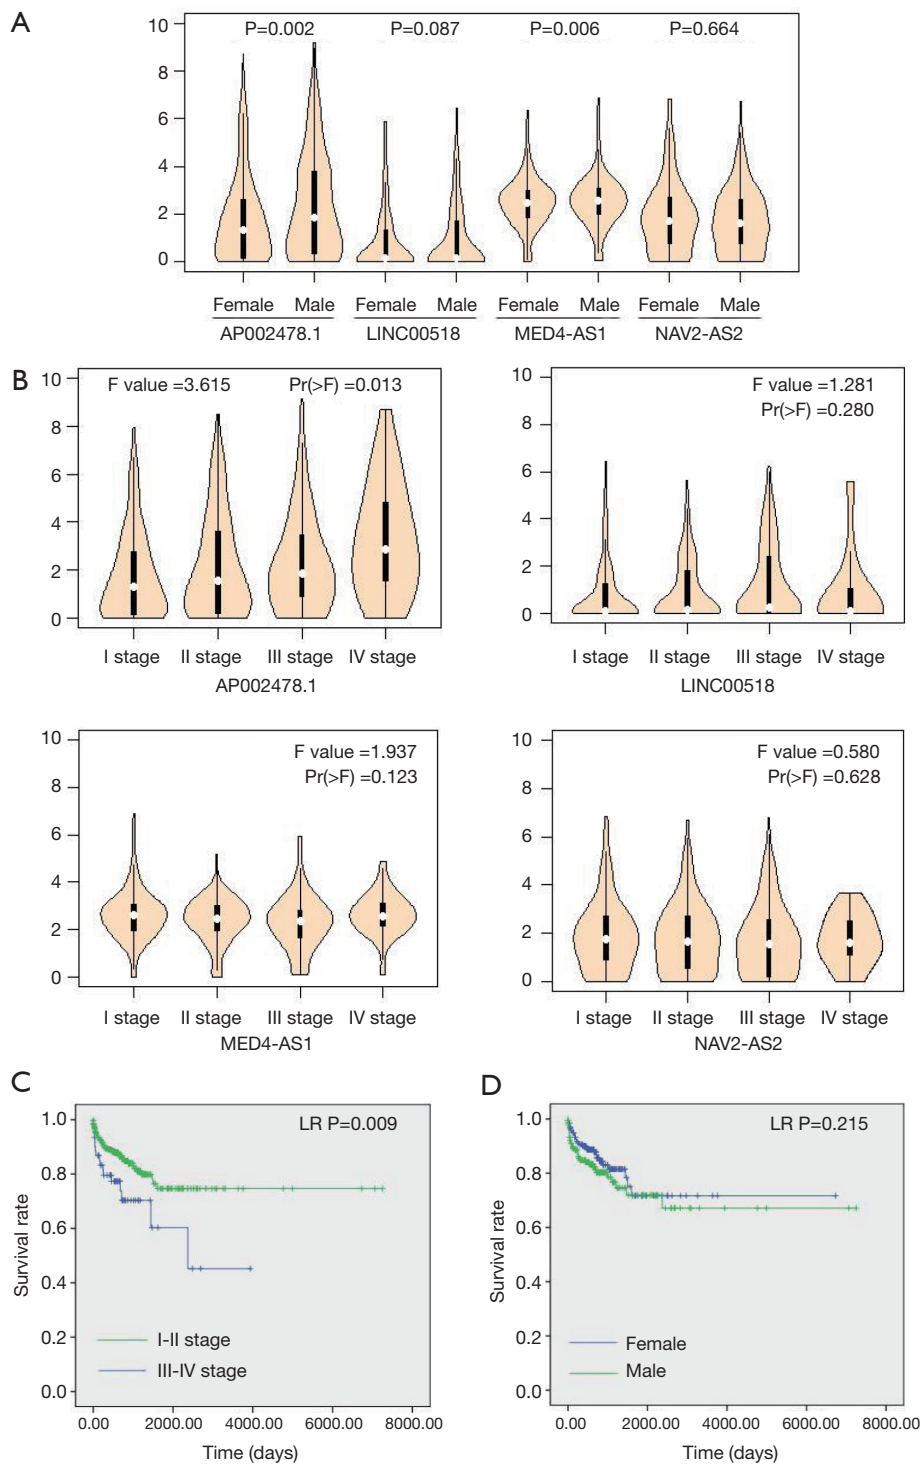 A
P=0.002 P=0.087 P=0.006 P=0.664
10
8
6
4
2
0
Female Male Female Male Female Male Female Male
AP002478.1 LINC00518 MED4-AS1 NAV2-AS2
B
10
8
6
4
2
0
F value =3.615 Pr(>F) =0.013
I stage II stage III stage IV stage
AP002478.1
10
8
6
4
2
0
F value =1.281
Pr(>F) =0.280
I stage II stage III stage IV stage
LINC00518
10
8
6
4
2
0
F value =1.937
Pr(>F) =0.123
I stage II stage III stage IV stage
MED4-AS1
10
8
6
4
2
0
F value =0.580
Pr(>F) =0.628
I stage II stage III stage IV stage
NAV2-AS2
C
LR P=0.009
Survival rate
1.0
0.8
0.6
0.4
0.2
0.0
I-II stage
III-IV stage
0.00 2000.00 4000.00 6000.00 8000.00
Time (days)
D
LR P=0.215
Survival rate
1.0
0.8
0.6
0.4
0.2
0.0
Female
Male
0.00 2000.00 4000.00 6000.00 8000.00
Time (days)